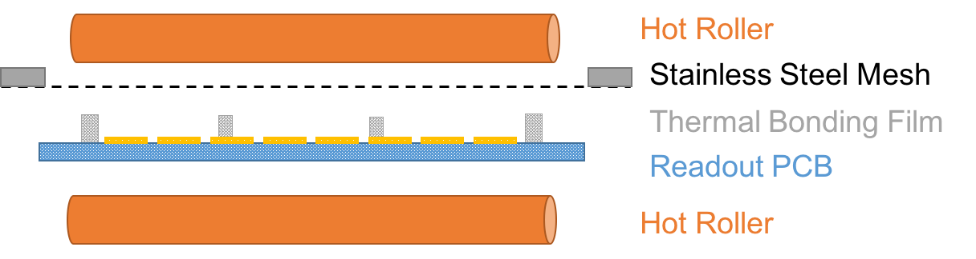 Hot Roller
Stainless Steel Mesh
Thermal Bonding Film
Readout PCB
Hot Roller